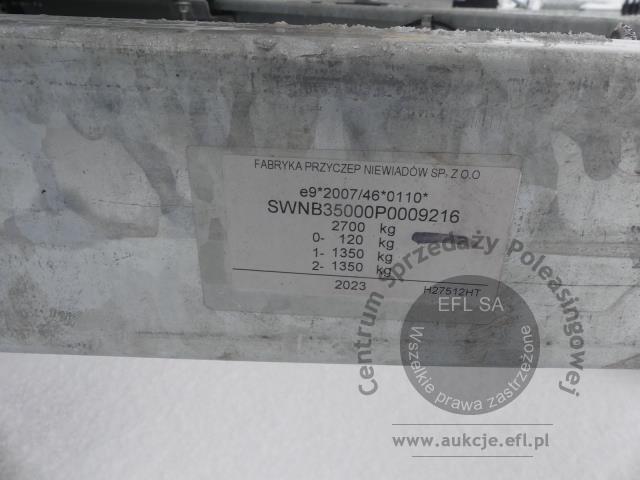 FABRYKA PRZYCZEP NIEWIADÓW SP. Z O.O
e9*2007/46*0110*
SWNB35000P0009216
2700 kg
0- 120 kg
1- 1350 kg
2- 1350 kg
2023 H27512HT
Centrum Sprzedaży Poleasingowej
EFL SA
Wszelkie prawa zastrzeżone
www.aukcje.efl.pl